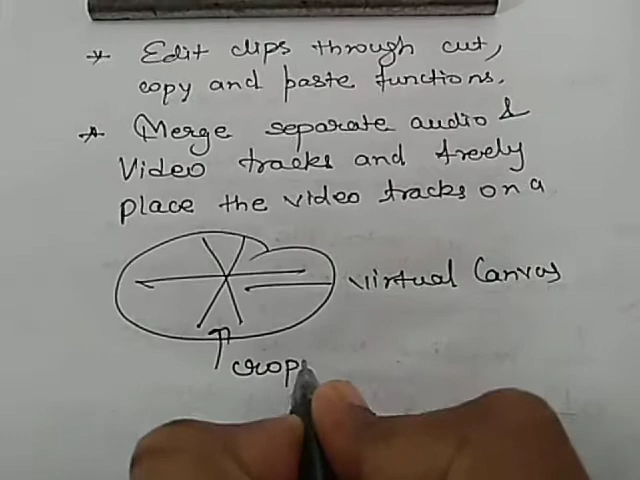 * Edit clips through cut,
copy and paste functions.
* Merge separate audio &
Video tracks and freely
place the video tracks on a
virtual Canvas
crop